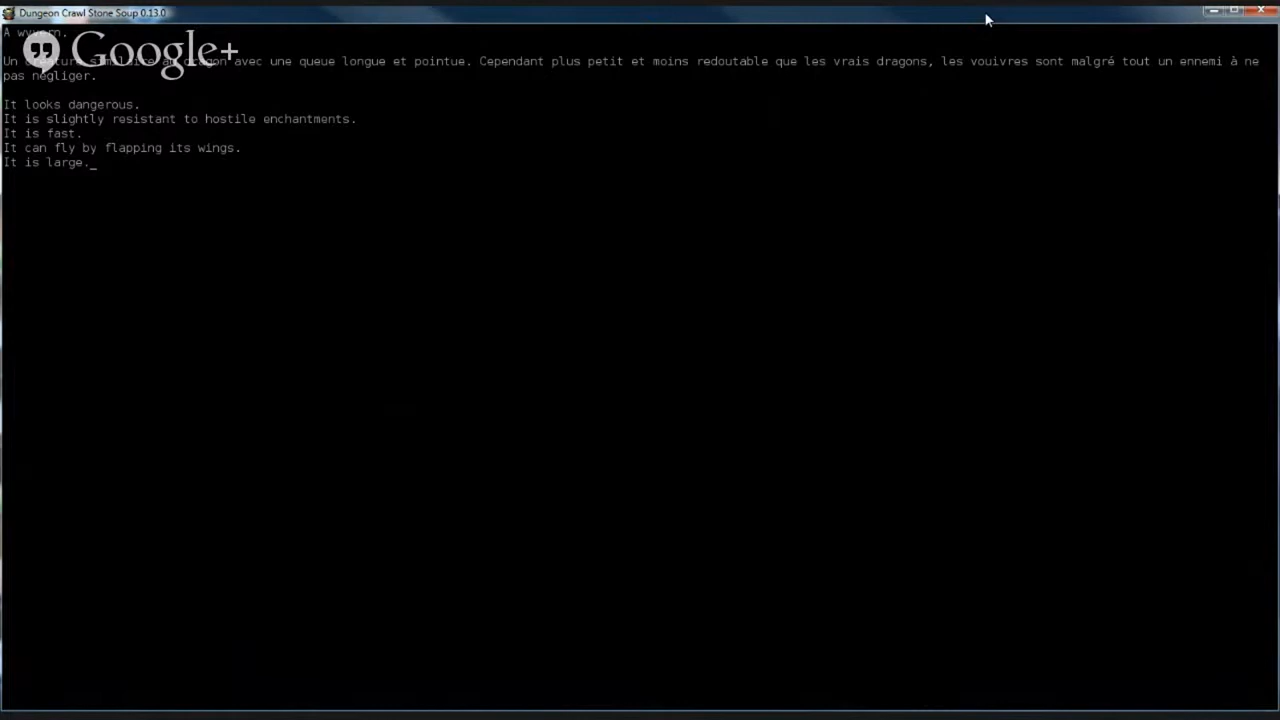 Dungeon Crawl Stone Soup 0.13.0
A wyvern.
Google+
Un créature similaire au dragon avec une queue longue et pointue. Cependant plus petit et moins redoutable que les vrais dragons, les vouivres sont malgré tout un ennemi à ne
pas négliger.
It looks dangerous.
It is slightly resistant to hostile enchantments.
It is fast.
It can fly by flapping its wings.
It is large._